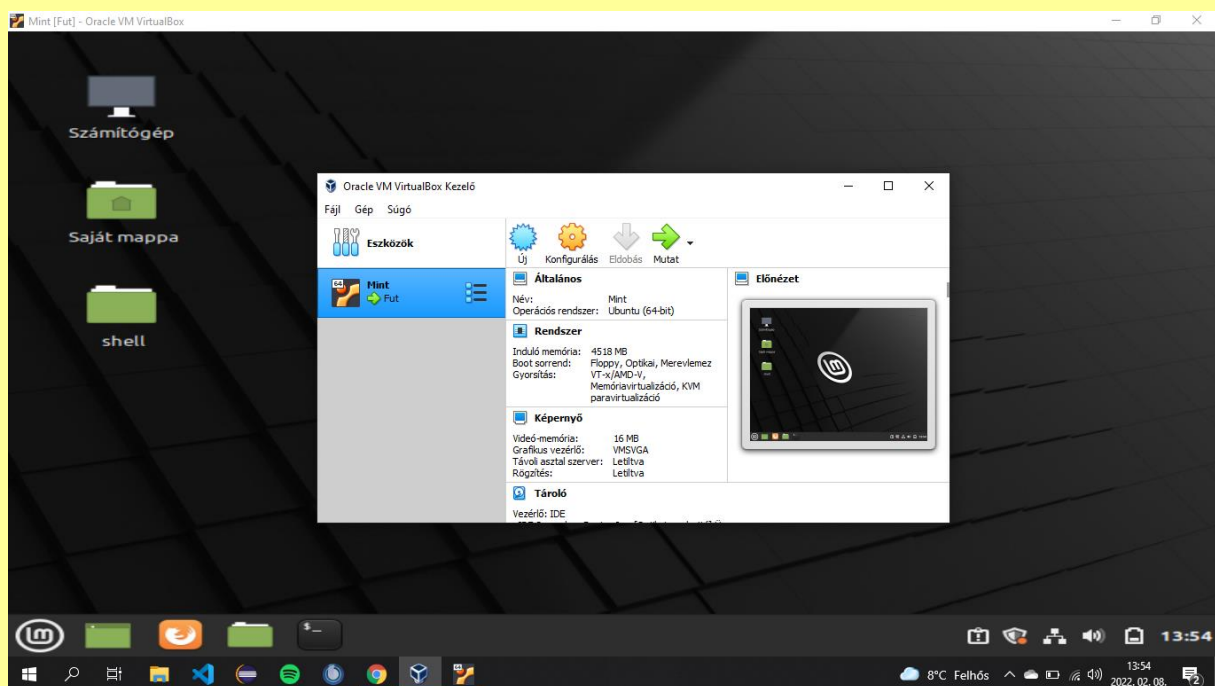 Mint [Fut] - Oracle VM VirtualBox
Számítógép
Saját mappa
shell
Oracle VM VirtualBox Kezelő
Fájl Gép Súgó
Eszközök
Új Konfigurálás Eldobás Mutat
64 Mint
Fut
Általános
Név: Mint
Operációs rendszer: Ubuntu (64-bit)
Rendszer
Induló memória: 4518 MB
Boot sorrend: Floppy, Optikai, Merevlemez
Gyorsítás: VT-x/AMD-V,
Memóriavirtualizáció, KVM
paravirtualizáció
Képernyő
Videó-memória: 16 MB
Grafikus vezérlő: VMSVGA
Távoli asztal szerver: Letiltva
Rögzítés: Letiltva
Tároló
Vezérlő: IDE
Előnézet
$_
13:54
8°C Felhős
13:54
2022. 02. 08.
2